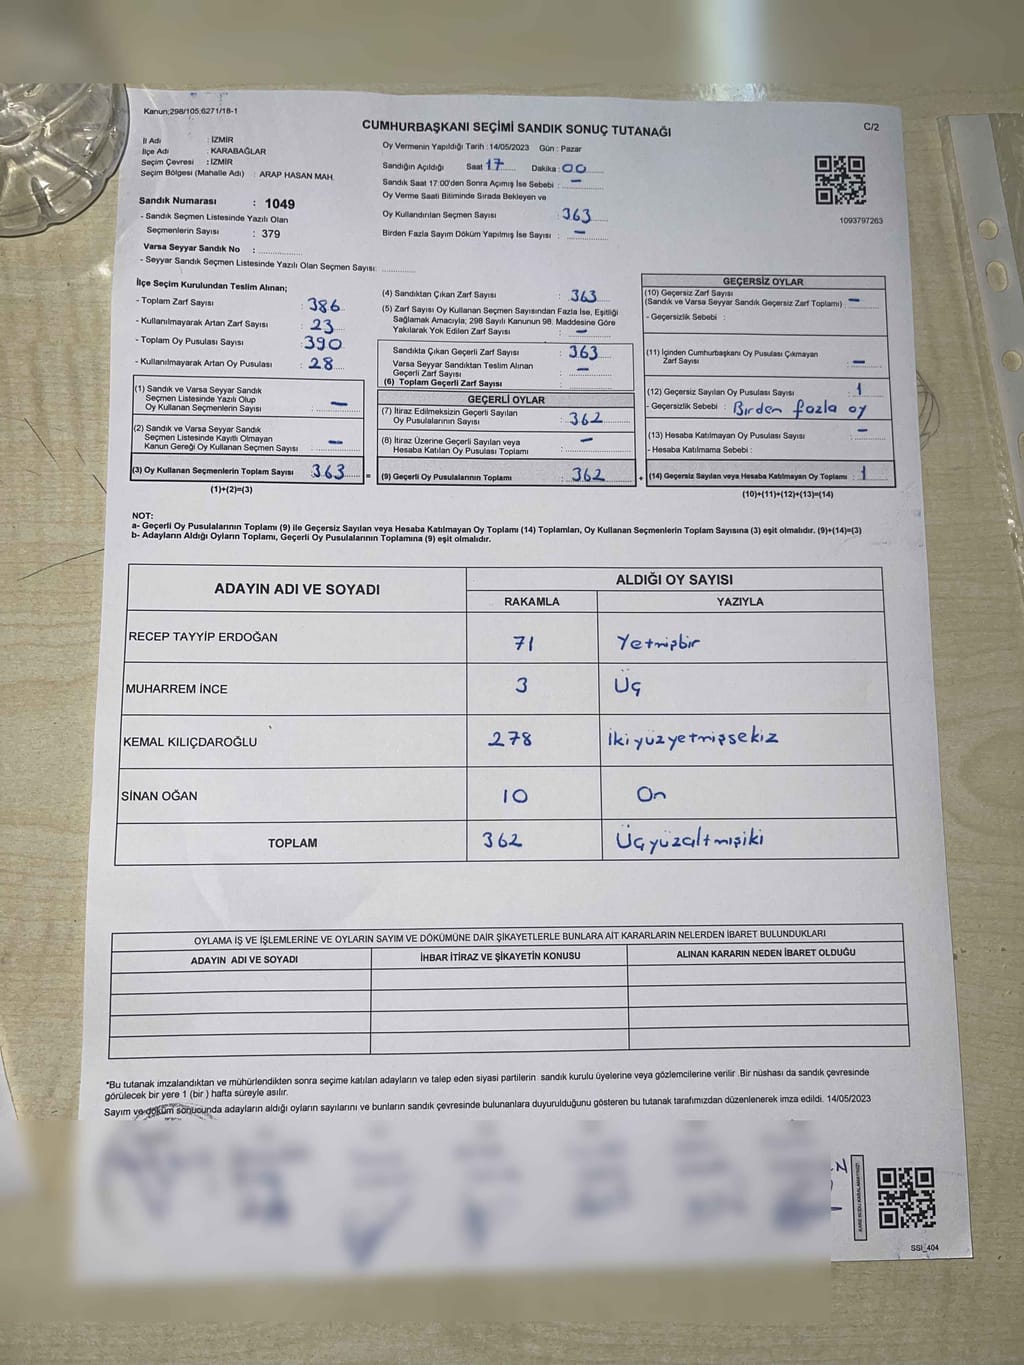 Kanun:298/105;6271/18-1
CUMHURBAŞKANI SEÇİMİ SANDIK SONUÇ TUTANAĞI
C/2
İl Adı : İZMİR
İlçe Adı : KARABAĞLAR
Seçim Çevresi : İZMİR
Seçim Bölgesi (Mahalle Adı) : ARAP HASAN MAH.
Sandık Numarası : 1049
- Sandık Seçmen Listesinde Yazılı Olan
Seçmenlerin Sayısı : 379
Varsa Seyyar Sandık No :
- Seyyar Sandık Seçmen Listesinde Yazılı Olan Seçmen Sayısı:
Oy Vermenin Yapıldığı Tarih :14/05/2023 Gün : Pazar
Sandığın Açıldığı Saat 17 Dakika : 00
Sandık Saat 17:00'den Sonra Açımış İse Sebebi : -
Oy Verme Saati Bitiminde Sırada Bekleyen ve
Oy Kullandırılan Seçmen Sayısı : 363
Birden Fazla Sayım Döküm Yapılmış İse Sayısı : -
1093797263
İlçe Seçim Kurulundan Teslim Alınan;
- Toplam Zarf Sayısı : 386
- Kullanılmayarak Artan Zarf Sayısı : 23
- Toplam Oy Pusulası Sayısı : 390
- Kullanılmayarak Artan Oy Pusulası : 28
(1) Sandık ve Varsa Seyyar Sandık
Seçmen Listesinde Yazılı Olup
Oy Kullanan Seçmenlerin Sayısı : -
(2) Sandık ve Varsa Seyyar Sandık
Seçmen Listesinde Kayıtlı Olmayan
Kanun Gereği Oy Kullanan Seçmen Sayısı : -
(3) Oy Kullanan Seçmenlerin Toplam Sayısı 363 =
(1)+(2)=(3)
(4) Sandıktan Çıkan Zarf Sayısı : 363
(5) Zarf Sayısı Oy Kullanan Seçmen Sayısından Fazla İse, Eşitliği
Sağlamak Amacıyla; 298 Sayılı Kanunun 98. Maddesine Göre
Yakılarak Yok Edilen Zarf Sayısı : -
Sandıkta Çıkan Geçerli Zarf Sayısı : 363
Varsa Seyyar Sandıktan Teslim Alınan
Geçerli Zarf Sayısı : -
(6) Toplam Geçerli Zarf Sayısı
GEÇERLİ OYLAR
(7) İtiraz Edilmeksizin Geçerli Sayılan
Oy Pusulasının Sayısı : 362
(8) İtiraz Üzerine Geçerli Sayılan veya
Hesaba Katılan Oy Pusulası Toplamı : -
(9) Geçerli Oy Pusulalarının Toplamı : 362 +
GEÇERSİZ OYLAR
(10) Geçersiz Zarf Sayısı
(Sandık ve Varsa Seyyar Sandık Geçersiz Zarf Toplamı) -
- Geçersizlik Sebebi :
(11) İçinden Cumhurbaşkanı Oy Pusulası Çıkmayan
Zarf Sayısı : -
(12) Geçersiz Sayılan Oy Pusulası Sayısı : 1
- Geçersizlik Sebebi : Birden fazla oy
(13) Hesaba Katılmayan Oy Pusulası Sayısı : -
- Hesaba Katılmama Sebebi :
(14) Geçersiz Sayılan veya Hesaba Katılmayan Oy Toplamı : 1
(10)+(11)+(12)+(13)=(14)
NOT:
a- Geçerli Oy Pusulalarının Toplamı (9) ile Geçersiz Sayılan veya Hesaba Katılmayan Oy Toplamı (14) Toplamları, Oy Kullanan Seçmenlerin Toplam Sayısına (3) eşit olmalıdır. (9)+(14)=(3)
b- Adayların Aldığı Oyların Toplamı, Geçerli Oy Pusulalarının Toplamına (9) eşit olmalıdır.
ADAYIN ADI VE SOYADI
ALDIĞI OY SAYISI
RAKAMLA YAZIYLA
RECEP TAYYİP ERDOĞAN 71 Yetmişbir
MUHARREM İNCE 3 Üç
KEMAL KILIÇDAROĞLU 278 İkiyüzyetmişsekiz
SİNAN OĞAN 10 On
TOPLAM 362 Üçyüzaltmışiki
OYLAMA İŞ VE İŞLEMLERİNE VE OYLARIN SAYIM VE DÖKÜMÜNE DAİR ŞİKAYETLERLE BUNLARA AİT KARARLARIN NELERDEN İBARET BULUNDUKLARI
ADAYIN ADI VE SOYADI İHBAR İTİRAZ VE ŞİKAYETİN KONUSU ALINAN KARARIN NEDEN İBARET OLDUĞU
*Bu tutanak imzalandıktan ve mühürlendikten sonra seçime katılan adayların ve talep eden siyasi partilerin sandık kurulu üyelerine veya gözlemcilerine verilir .Bir nüshası da sandık çevresinde
görülecek bir yere 1 (bir ) hafta süreyle asılır.
Sayım ve döküm sonucunda adayların aldığı oyların sayılarını ve bunların sandık çevresinde bulunanlara duyurulduğunu gösteren bu tutanak tarafımızdan düzenlenerek imza edildi. 14/05/2023
KARE KODU KARALAMAYINIZ!
SSI_404